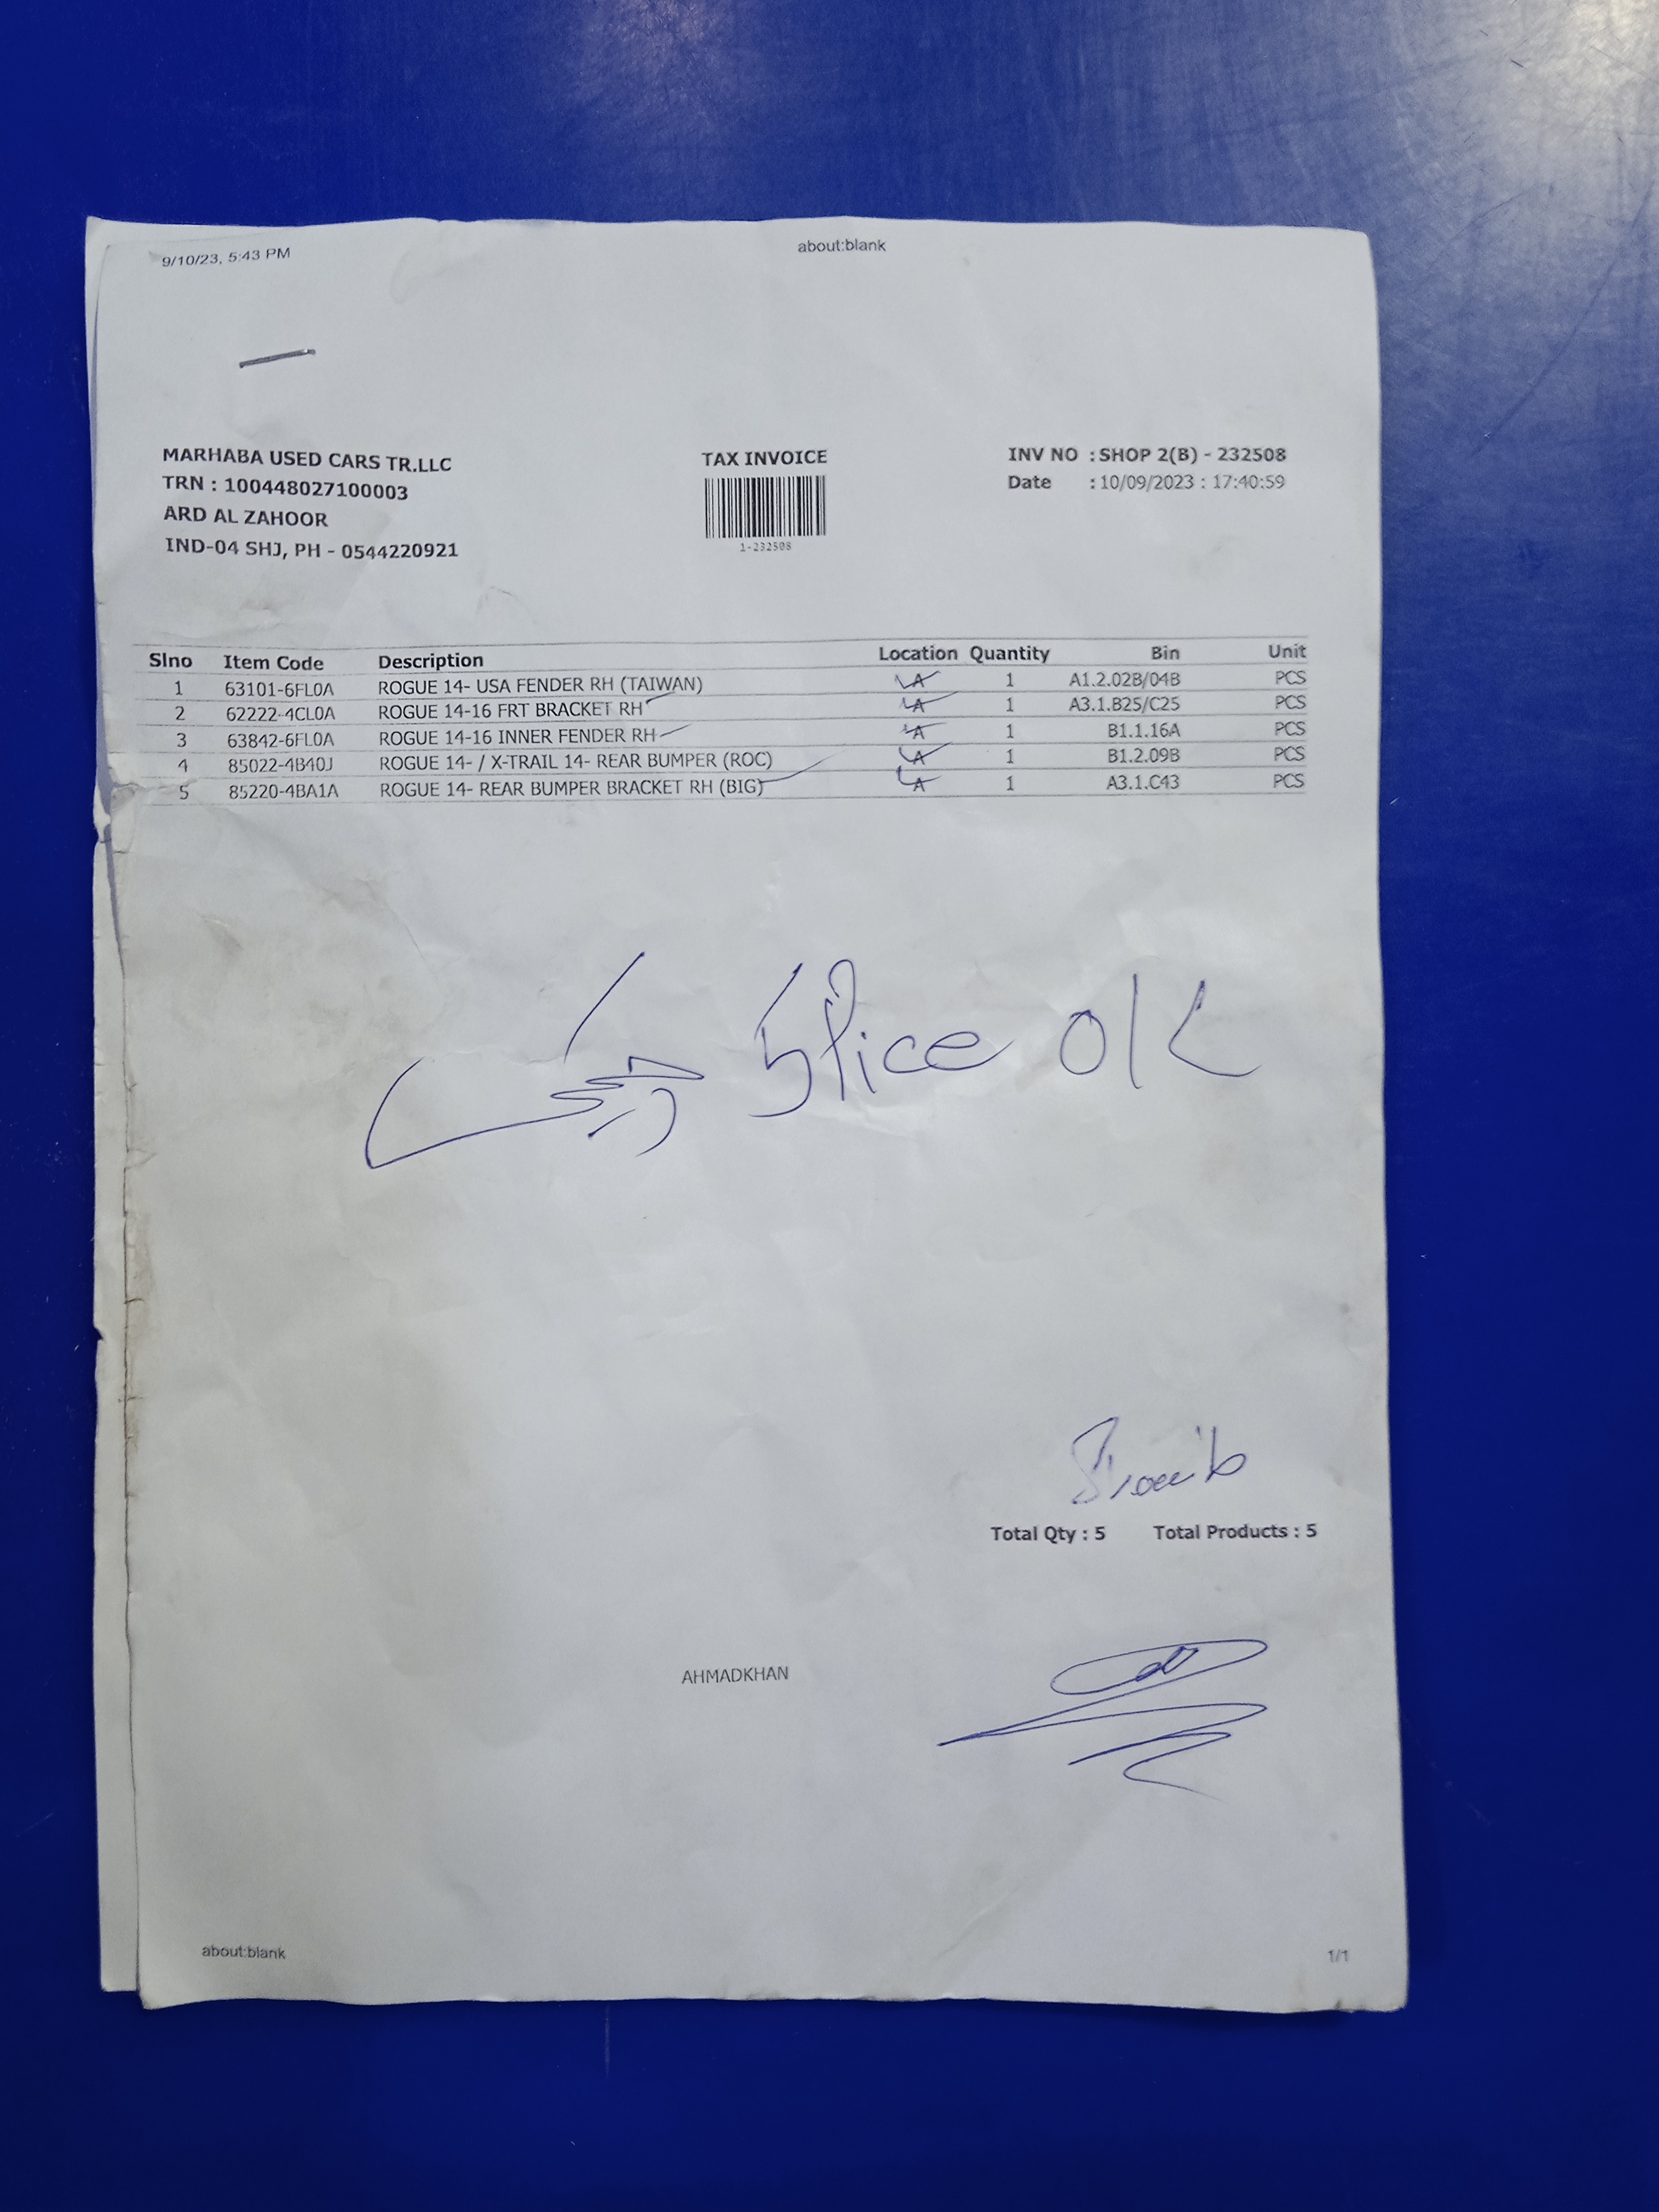 9/10/23, 5:43 PM about:blank
MARHABA USED CARS TR.LLC TAX INVOICE INV NO : SHOP 2(B) - 232508
TRN : 100448027100003 Date : 10/09/2023 : 17:40:59
ARD AL ZAHOOR
IND-04 SHJ, PH - 0544220921 1-232508
Slno Item Code Description Location Quantity Bin Unit
1 63101-6FL0A ROGUE 14- USA FENDER RH (TAIWAN) A 1 A1.2.02B/04B PCS
2 62222-4CL0A ROGUE 14-16 FRT BRACKET RH A 1 A3.1.B25/C25 PCS
3 63842-6FL0A ROGUE 14-16 INNER FENDER RH A 1 B1.1.16A PCS
4 85022-4B40J ROGUE 14- / X-TRAIL 14- REAR BUMPER (ROC) A 1 B1.2.09B PCS
5 85220-4BA1A ROGUE 14- REAR BUMPER BRACKET RH (BIG) A 1 A3.1.C43 PCS
5 Pice OK
Total Qty : 5 Total Products : 5
AHMADKHAN
about:blank 1/1